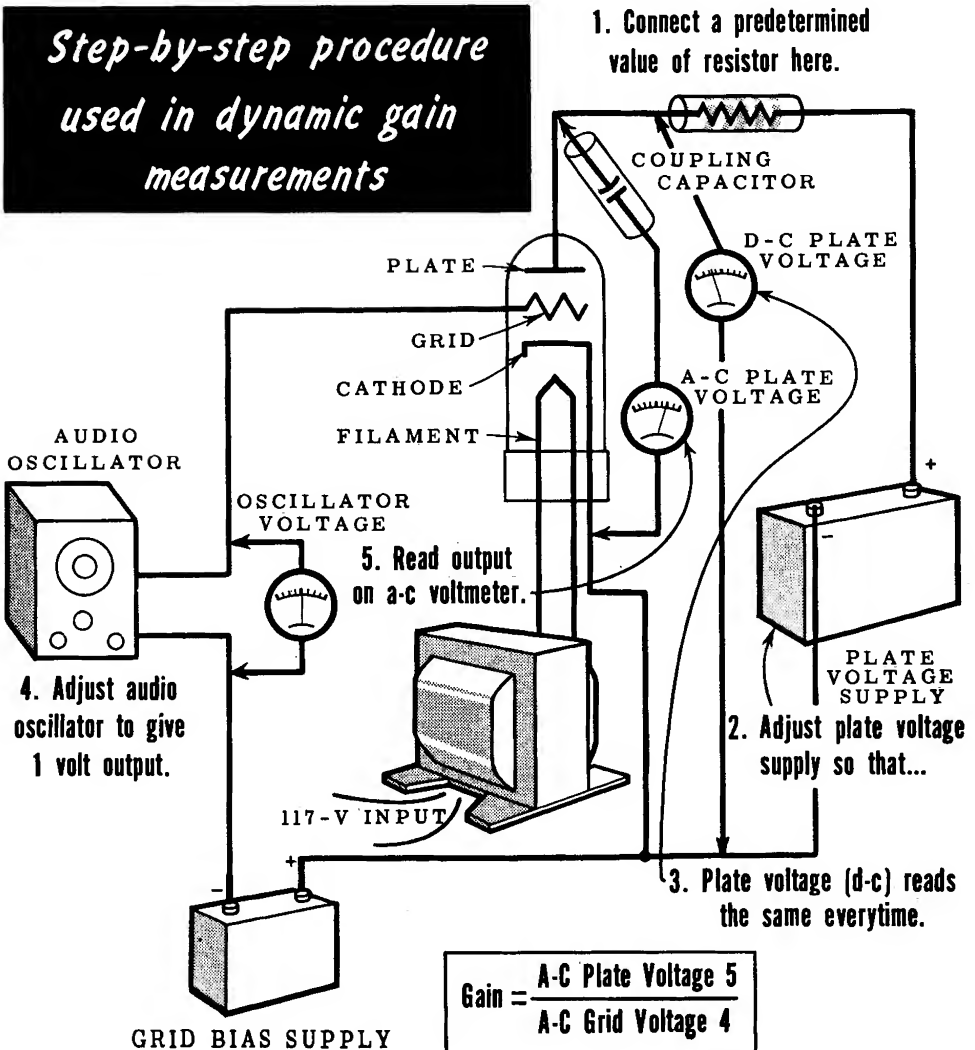 Step-by-step procedure
used in dynamic gain
measurements
1. Connect a predetermined
value of resistor here.
COUPLING
CAPACITOR
D-C PLATE
VOLTAGE
PLATE
GRID
CATHODE
A-C PLATE
VOLTAGE
FILAMENT
AUDIO
OSCILLATOR
OSCILLATOR
VOLTAGE
+
-
5. Read output
on a-c voltmeter.
PLATE
VOLTAGE
SUPPLY
4. Adjust audio
oscillator to give
1 volt output.
2. Adjust plate voltage
supply so that...
117-V INPUT
+
-
3. Plate voltage (d-c) reads
the same everytime.
Gain = A-C Plate Voltage 5
A-C Grid Voltage 4
GRID BIAS SUPPLY